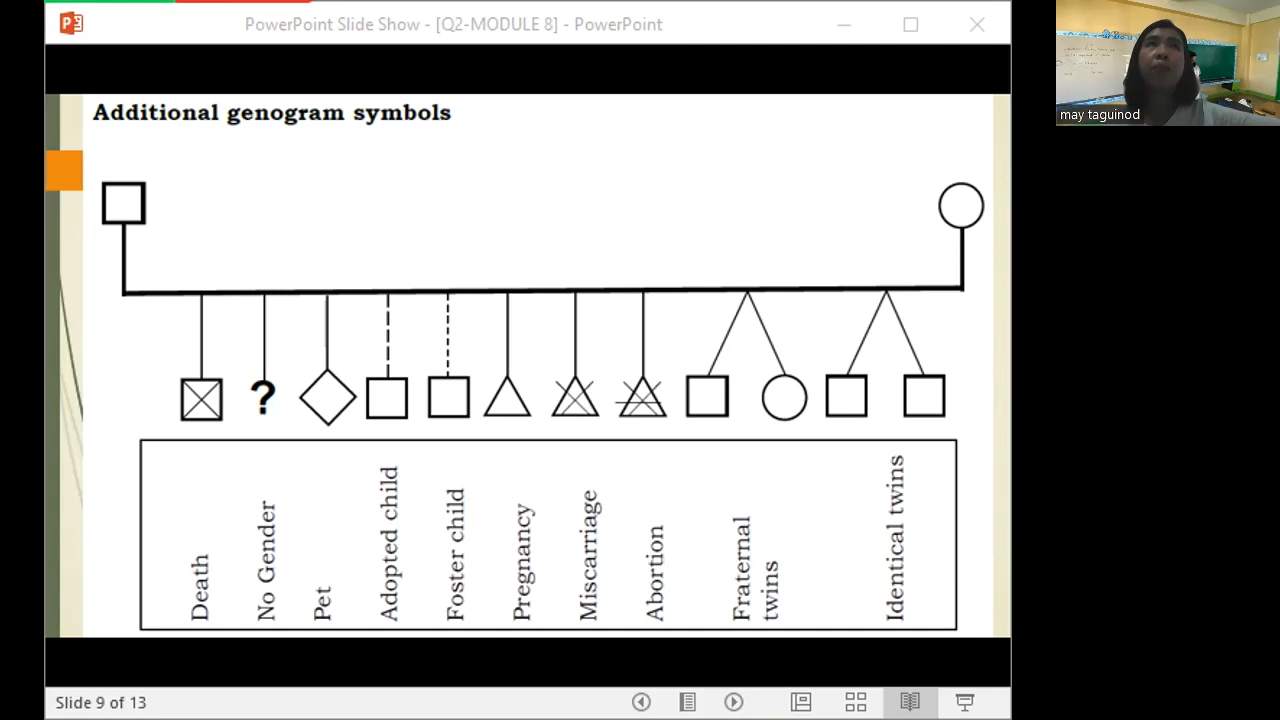 PowerPoint Slide Show - [Q2-MODULE 8] - PowerPoint
may taguinod
Additional genogram symbols
?
Death
No Gender
Pet
Adopted child
Foster child
Pregnancy
Miscarriage
Abortion
Fraternal
twins
Identical twins
Slide 9 of 13